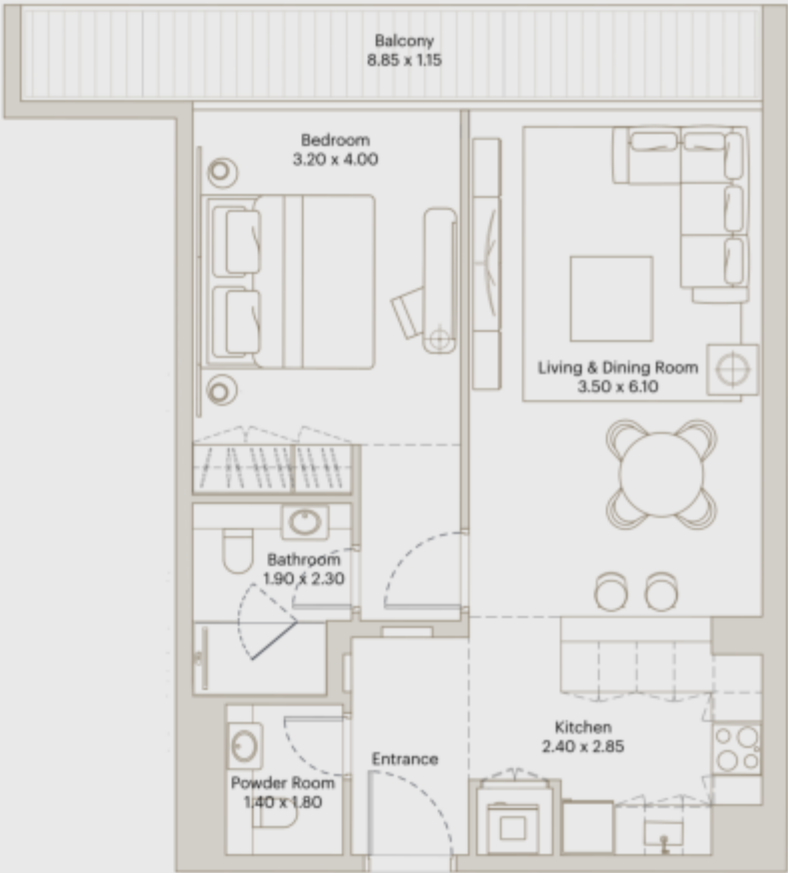 Balcony
8.85 x 1.15
Bedroom
3.20 x 4.00
Living & Dining Room
3.50 x 6.10
Bathroom
1.90 x 2.30
Kitchen
2.40 x 2.85
Entrance
Powder Room
1.40 x 1.80